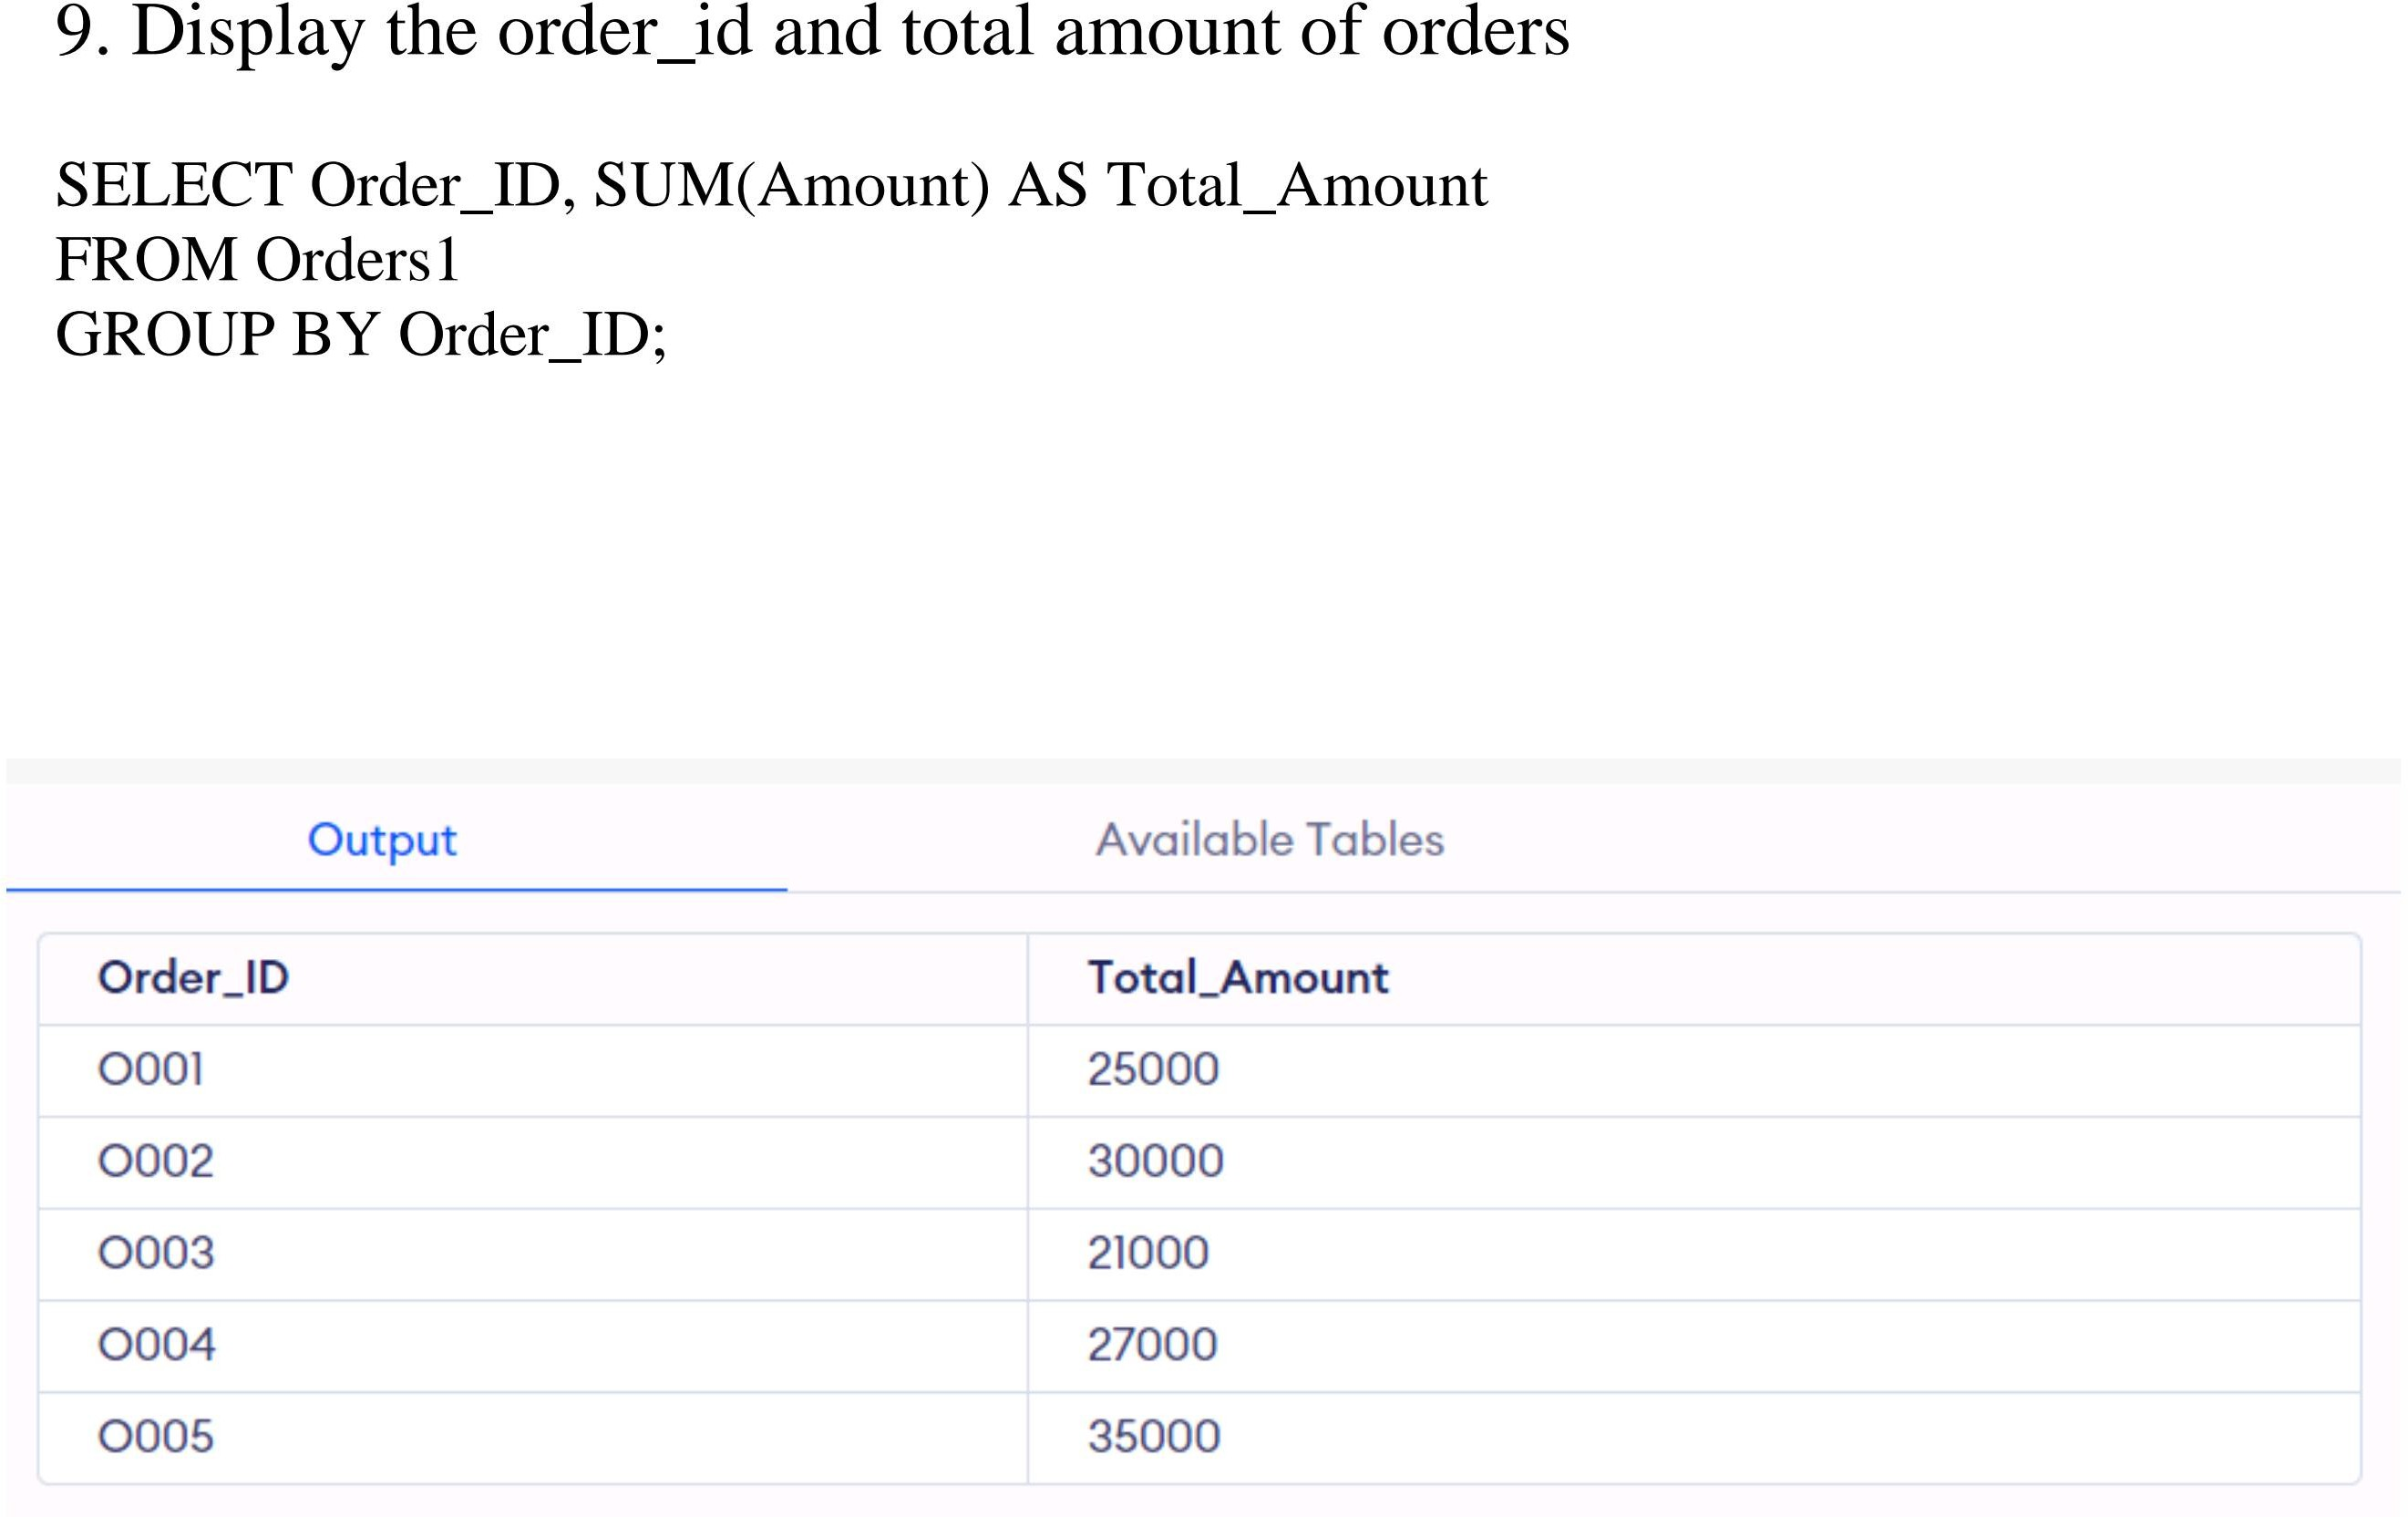 9. Display the order_id and total amount of orders
SELECT Order_ID, SUM(Amount) AS Total_Amount
FROM Orders1
GROUP BY Order_ID;
Output Available Tables
Order_ID Total_Amount
O001 25000
O002 30000
O003 21000
O004 27000
O005 35000